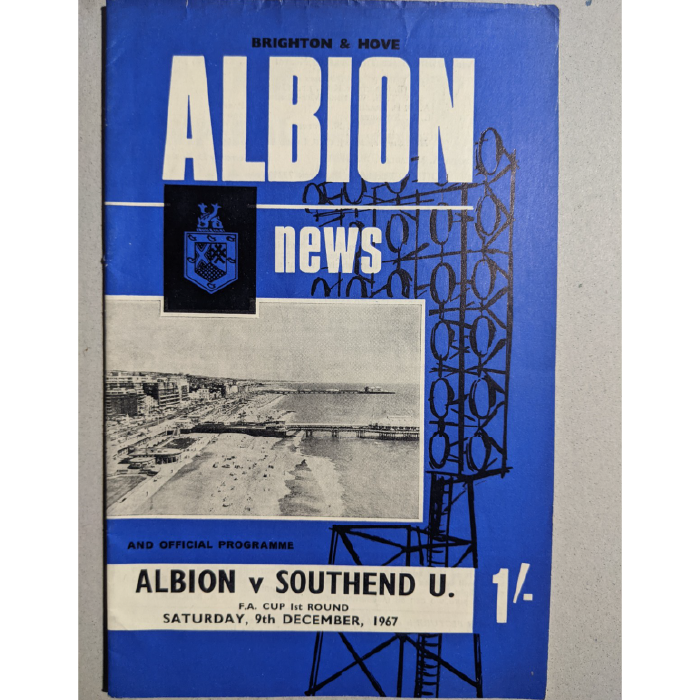 BRIGHTON & HOVE
ALBION
news
AND OFFICIAL PROGRAMME
ALBION v SOUTHEND U.
F.A. CUP 1st ROUND
SATURDAY, 9th DECEMBER, 1967
1/-